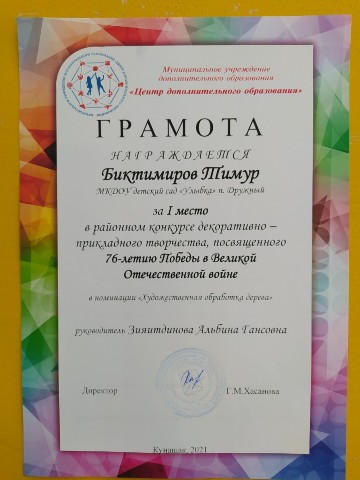 Муниципальное учреждение
дополнительного образования
«Центр дополнительного образования»
ГРАМОТА
НАГРАЖДАЕТСЯ
Биктимиров Тимур
МКДОУ детский сад «Улыбка» п. Дружный
за I место
в районном конкурсе декоративно –
прикладного творчества, посвященного
76-летию Победы в Великой
Отечественной войне
в номинации «Художественная обработка дерева»
руководитель Зияитдинова Альбина Гансовна
Директор
Г.М.Хасанова
Кунашак, 2021